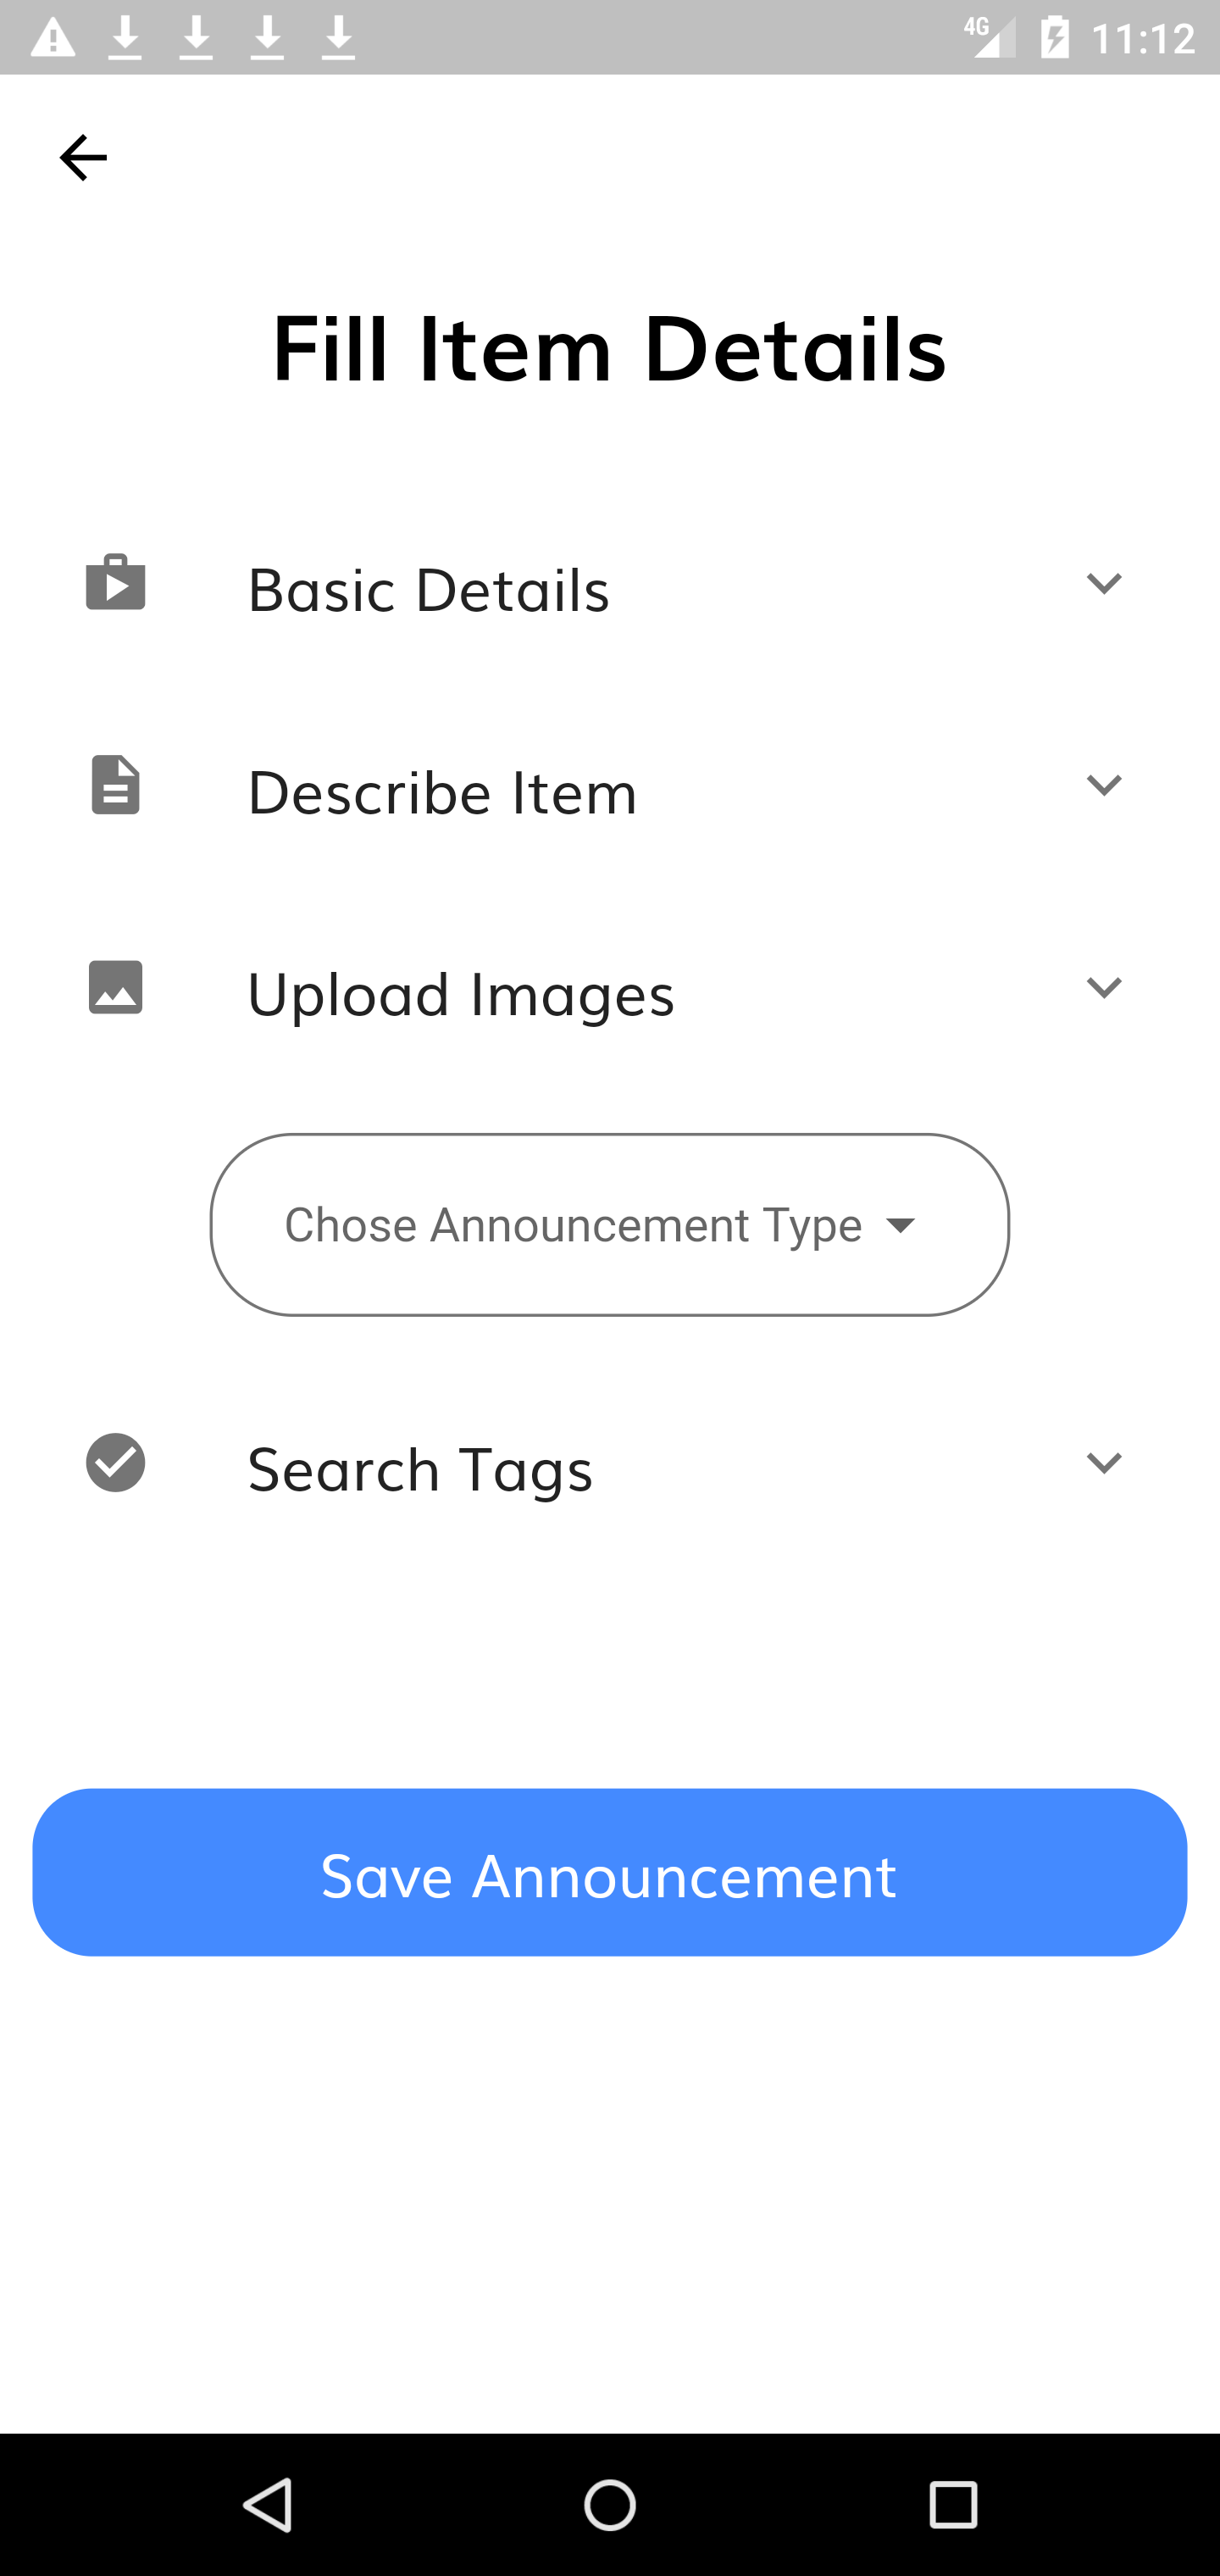 4G 11:12
Fill Item Details
Basic Details
Describe Item
Upload Images
Chose Announcement Type
Search Tags
Save Announcement